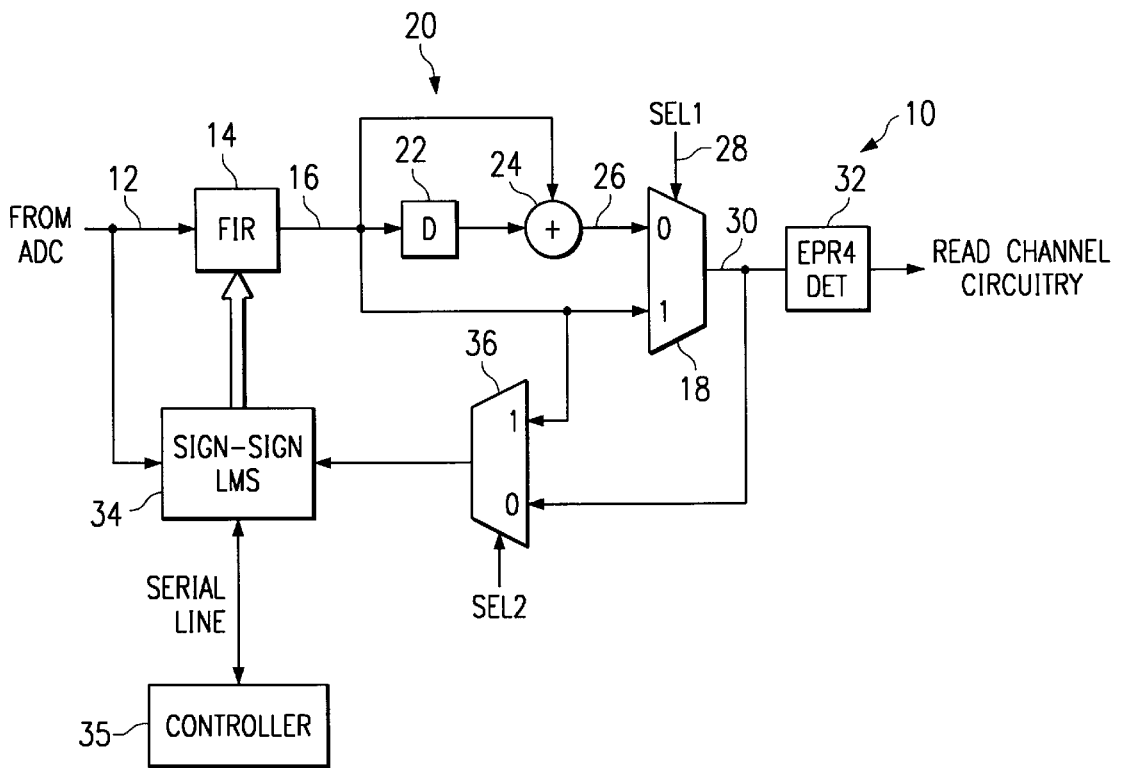 20
SEL1
10
14
22
28
12
16
24
26
32
FROM
ADC
FIR
D
+
0
30
EPR4
DET
READ CHANNEL
CIRCUITRY
1
36
18
SIGN-SIGN
LMS
1
0
34
SERIAL
LINE
SEL2
CONTROLLER
35